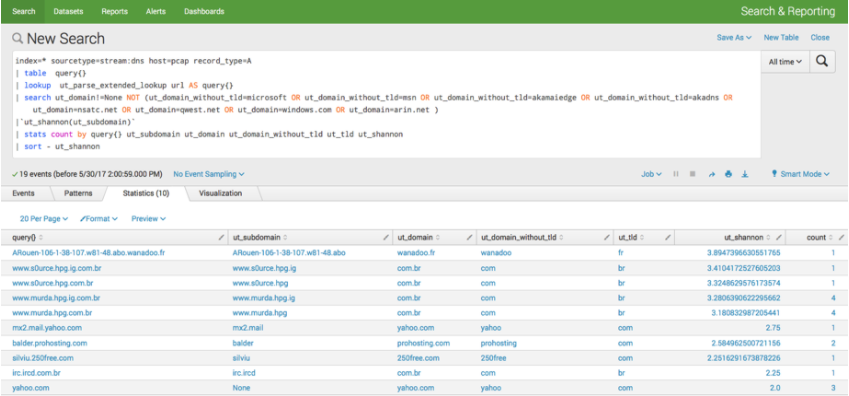 Search Datasets Reports Alerts Dashboards Search & Reporting
New Search Save As New Table Close
index=* sourcetype=stream:dns host=pcap record_type=A All time
| table query{}
| lookup ut_parse_extended_lookup url AS query{}
| search ut_domain!=None NOT (ut_domain_without_tld=microsoft OR ut_domain_without_tld=msn OR ut_domain_without_tld=akamaiedge OR ut_domain_without_tld=akadns OR
ut_domain=nsatc.net OR ut_domain=qwest.net OR ut_domain=windows.com OR ut_domain=arin.net )
|`ut_shannon(ut_subdomain)`
| stats count by query{} ut_subdomain ut_domain ut_domain_without_tld ut_tld ut_shannon
| sort - ut_shannon
✓ 19 events (before 5/30/17 2:00:59.000 PM) No Event Sampling Job Smart Mode
Events Patterns Statistics (10) Visualization
20 Per Page Format Preview
query{} ut_subdomain ut_domain ut_domain_without_tld ut_tld ut_shannon count
ARouen-106-1-38-107.w81-48.abo.wanadoo.fr ARouen-106-1-38-107.w81-48.abo wanadoo.fr wanadoo fr 3.8947396630551765 1
www.s0urce.hpg.ig.com.br www.s0urce.hpg.ig com.br com br 3.4104172527605203 1
www.s0urce.hpg.com.br www.s0urce.hpg com.br com br 3.3248629576173574 1
www.murda.hpg.ig.com.br www.murda.hpg.ig com.br com br 3.2806390622295662 4
www.murda.hpg.com.br www.murda.hpg com.br com br 3.180832987205441 4
mx2.mail.yahoo.com mx2.mail yahoo.com yahoo com 2.75 1
balder.prohosting.com balder prohosting.com prohosting com 2.584962500721156 2
silviu.250free.com silviu 250free.com 250free com 2.2516291673878226 1
irc.ircd.com.br irc.ircd com.br com br 2.25 1
yahoo.com None yahoo.com yahoo com 2.0 3